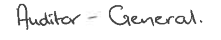 Auditor - General.